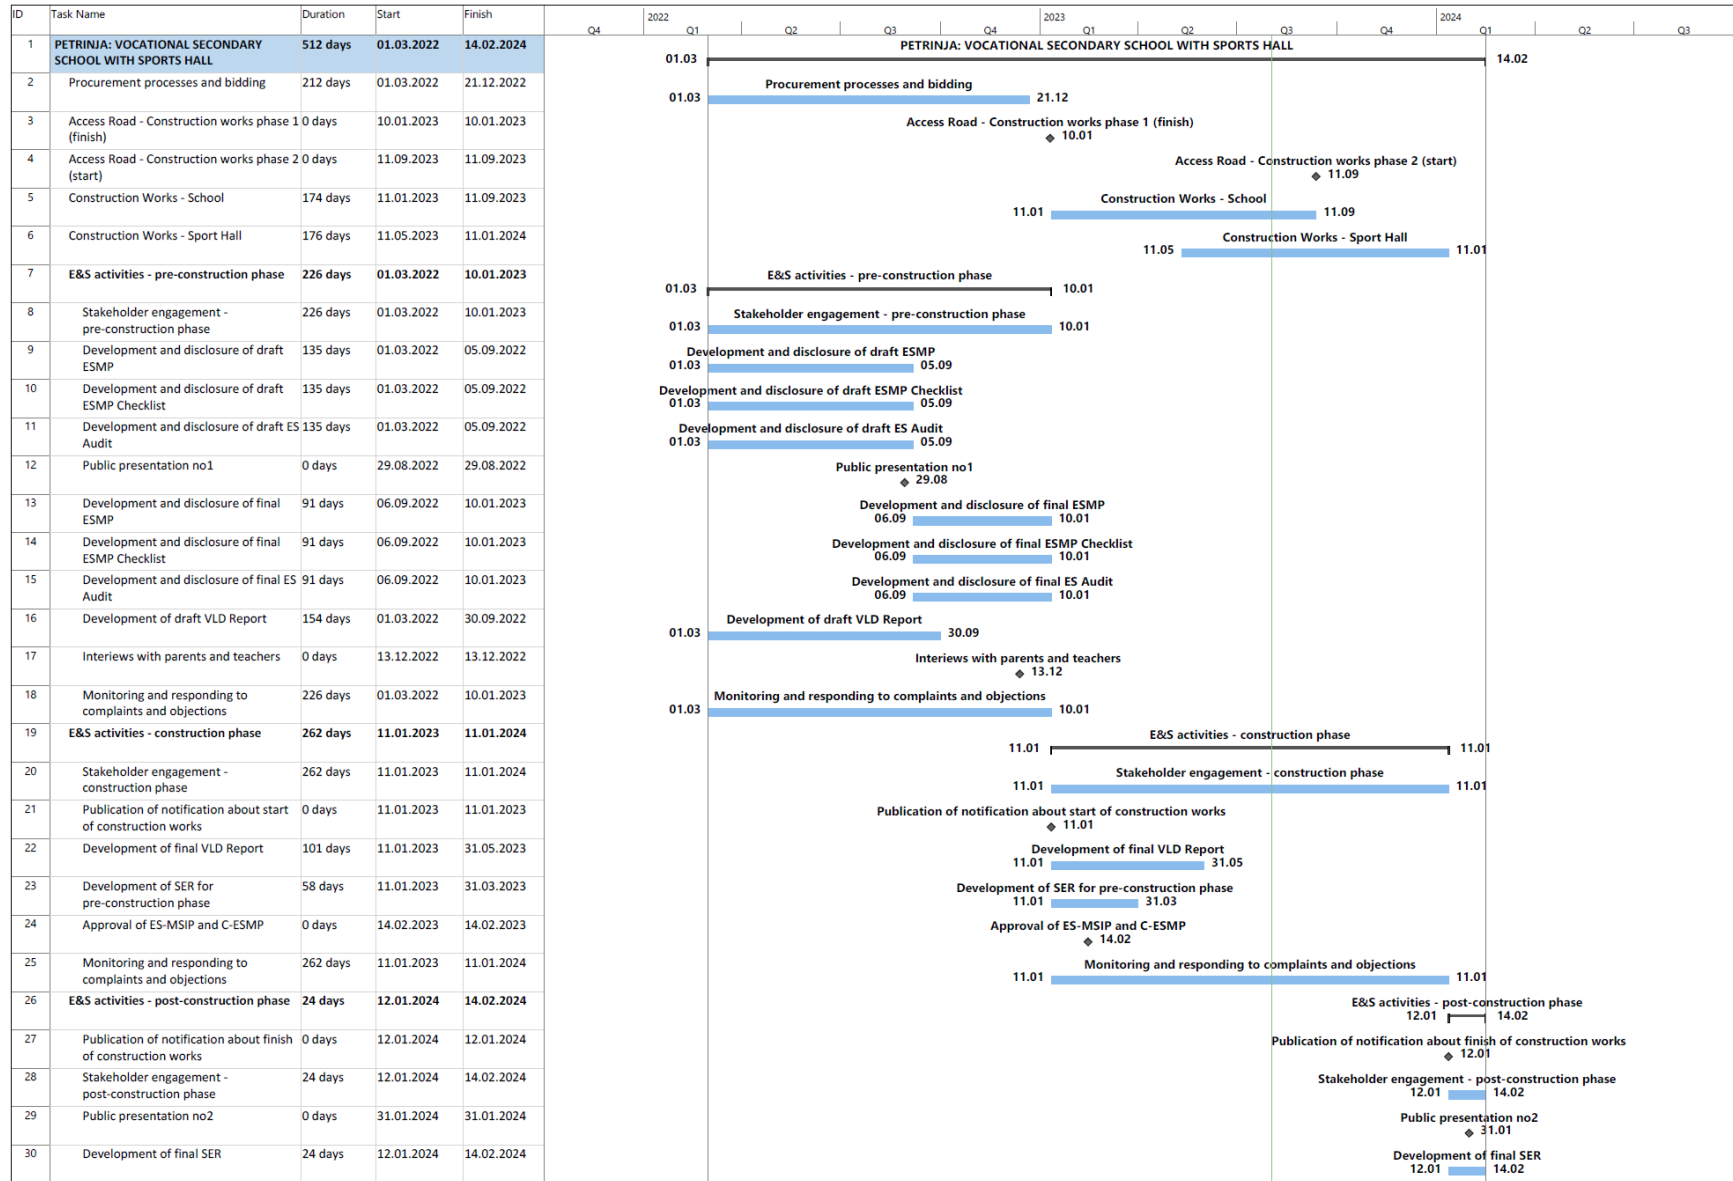 ID Task Name Duration Start Finish 2022 2023 2024
Q4 Q1 Q2 Q3 Q4 Q1 Q2 Q3 Q4 Q1 Q2 Q3
1 PETRINJA: VOCATIONAL SECONDARY 512 days 01.03.2022 14.02.2024 PETRINJA: VOCATIONAL SECONDARY SCHOOL WITH SPORTS HALL
SCHOOL WITH SPORTS HALL 01.03 14.02
2 Procurement processes and bidding 212 days 01.03.2022 21.12.2022 Procurement processes and bidding
01.03 21.12
3 Access Road - Construction works phase 1 0 days 10.01.2023 10.01.2023 Access Road - Construction works phase 1 (finish)
(finish) 10.01
4 Access Road - Construction works phase 2 0 days 11.09.2023 11.09.2023 Access Road - Construction works phase 2 (start)
(start) 11.09
5 Construction Works - School 174 days 11.01.2023 11.09.2023 Construction Works - School
11.01 11.09
6 Construction Works - Sport Hall 176 days 11.05.2023 11.01.2024 Construction Works - Sport Hall
11.05 11.01
7 E&S activities - pre-construction phase 226 days 01.03.2022 10.01.2023 E&S activities - pre-construction phase
01.03 10.01
8 Stakeholder engagement - 226 days 01.03.2022 10.01.2023 Stakeholder engagement - pre-construction phase
pre-construction phase 01.03 10.01
9 Development and disclosure of draft 135 days 01.03.2022 05.09.2022 Development and disclosure of draft ESMP
ESMP 01.03 05.09
10 Development and disclosure of draft 135 days 01.03.2022 05.09.2022 Development and disclosure of draft ESMP Checklist
ESMP Checklist 01.03 05.09
11 Development and disclosure of draft ES 135 days 01.03.2022 05.09.2022 Development and disclosure of draft ES Audit
Audit 01.03 05.09
12 Public presentation no1 0 days 29.08.2022 29.08.2022 Public presentation no1
29.08
13 Development and disclosure of final 91 days 06.09.2022 10.01.2023 Development and disclosure of final ESMP
ESMP 06.09 10.01
14 Development and disclosure of final 91 days 06.09.2022 10.01.2023 Development and disclosure of final ESMP Checklist
ESMP Checklist 06.09 10.01
15 Development and disclosure of final ES 91 days 06.09.2022 10.01.2023 Development and disclosure of final ES Audit
Audit 06.09 10.01
16 Development of draft VLD Report 154 days 01.03.2022 30.09.2022 Development of draft VLD Report
01.03 30.09
17 Interiews with parents and teachers 0 days 13.12.2022 13.12.2022 Interiews with parents and teachers
13.12
18 Monitoring and responding to 226 days 01.03.2022 10.01.2023 Monitoring and responding to complaints and objections
complaints and objections 01.03 10.01
19 E&S activities - construction phase 262 days 11.01.2023 11.01.2024 E&S activities - construction phase
11.01 11.01
20 Stakeholder engagement - 262 days 11.01.2023 11.01.2024 Stakeholder engagement - construction phase
construction phase 11.01 11.01
21 Publication of notification about start 0 days 11.01.2023 11.01.2023 Publication of notification about start of construction works
of construction works 11.01
22 Development of final VLD Report 101 days 11.01.2023 31.05.2023 Development of final VLD Report
11.01 31.05
23 Development of SER for 58 days 11.01.2023 31.03.2023 Development of SER for pre-construction phase
pre-construction phase 11.01 31.03
24 Approval of ES-MSIP and C-ESMP 0 days 14.02.2023 14.02.2023 Approval of ES-MSIP and C-ESMP
14.02
25 Monitoring and responding to 262 days 11.01.2023 11.01.2024 Monitoring and responding to complaints and objections
complaints and objections 11.01 11.01
26 E&S activities - post-construction phase 24 days 12.01.2024 14.02.2024 E&S activities - post-construction phase
12.01 14.02
27 Publication of notification about finish 0 days 12.01.2024 12.01.2024 Publication of notification about finish of construction works
of construction works 12.01
28 Stakeholder engagement - 24 days 12.01.2024 14.02.2024 Stakeholder engagement - post-construction phase
post-construction phase 12.01 14.02
29 Public presentation no2 0 days 31.01.2024 31.01.2024 Public presentation no2
31.01
30 Development of final SER 24 days 12.01.2024 14.02.2024 Development of final SER
12.01 14.02